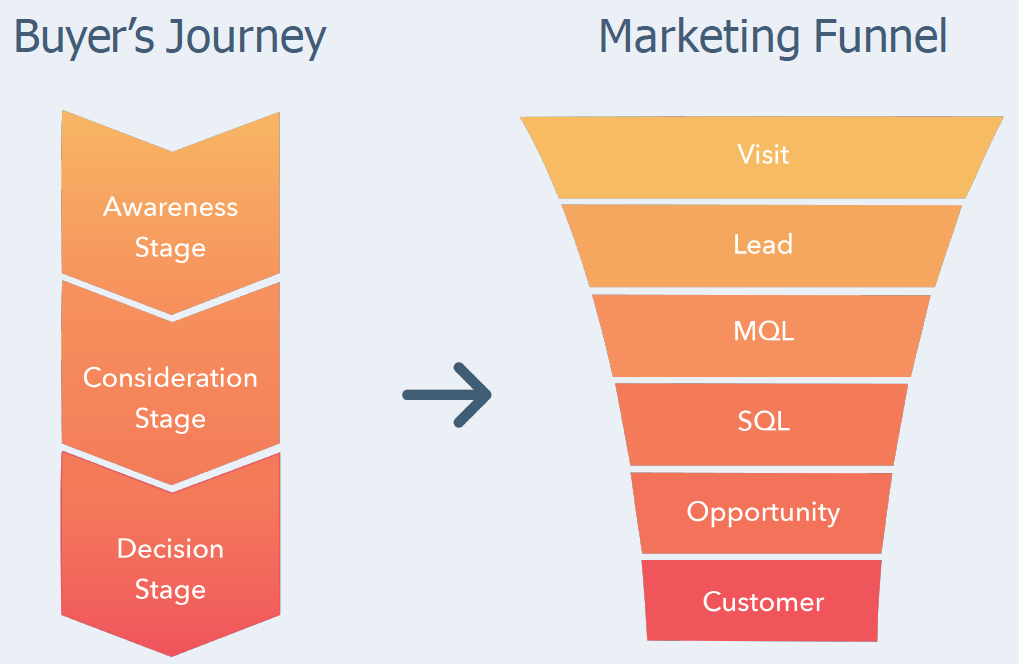 Buyer’s Journey
Awareness
Stage
Consideration
Stage
Decision
Stage
Marketing Funnel
Visit
Lead
MQL
SQL
Opportunity
Customer